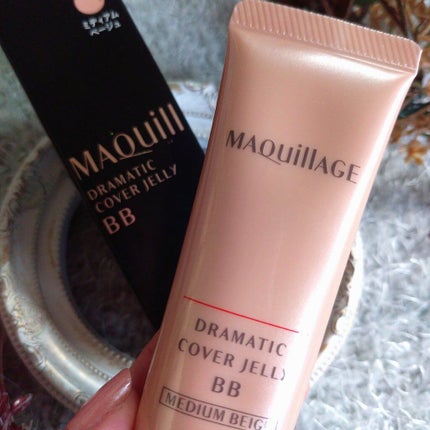 ミディアム
ベージュ
MAQuill
DRAMATIC
COVER JELLY
BB
MAQuillAGE
DRAMATIC
COVER JELLY
BB
MEDIUM BEIGE